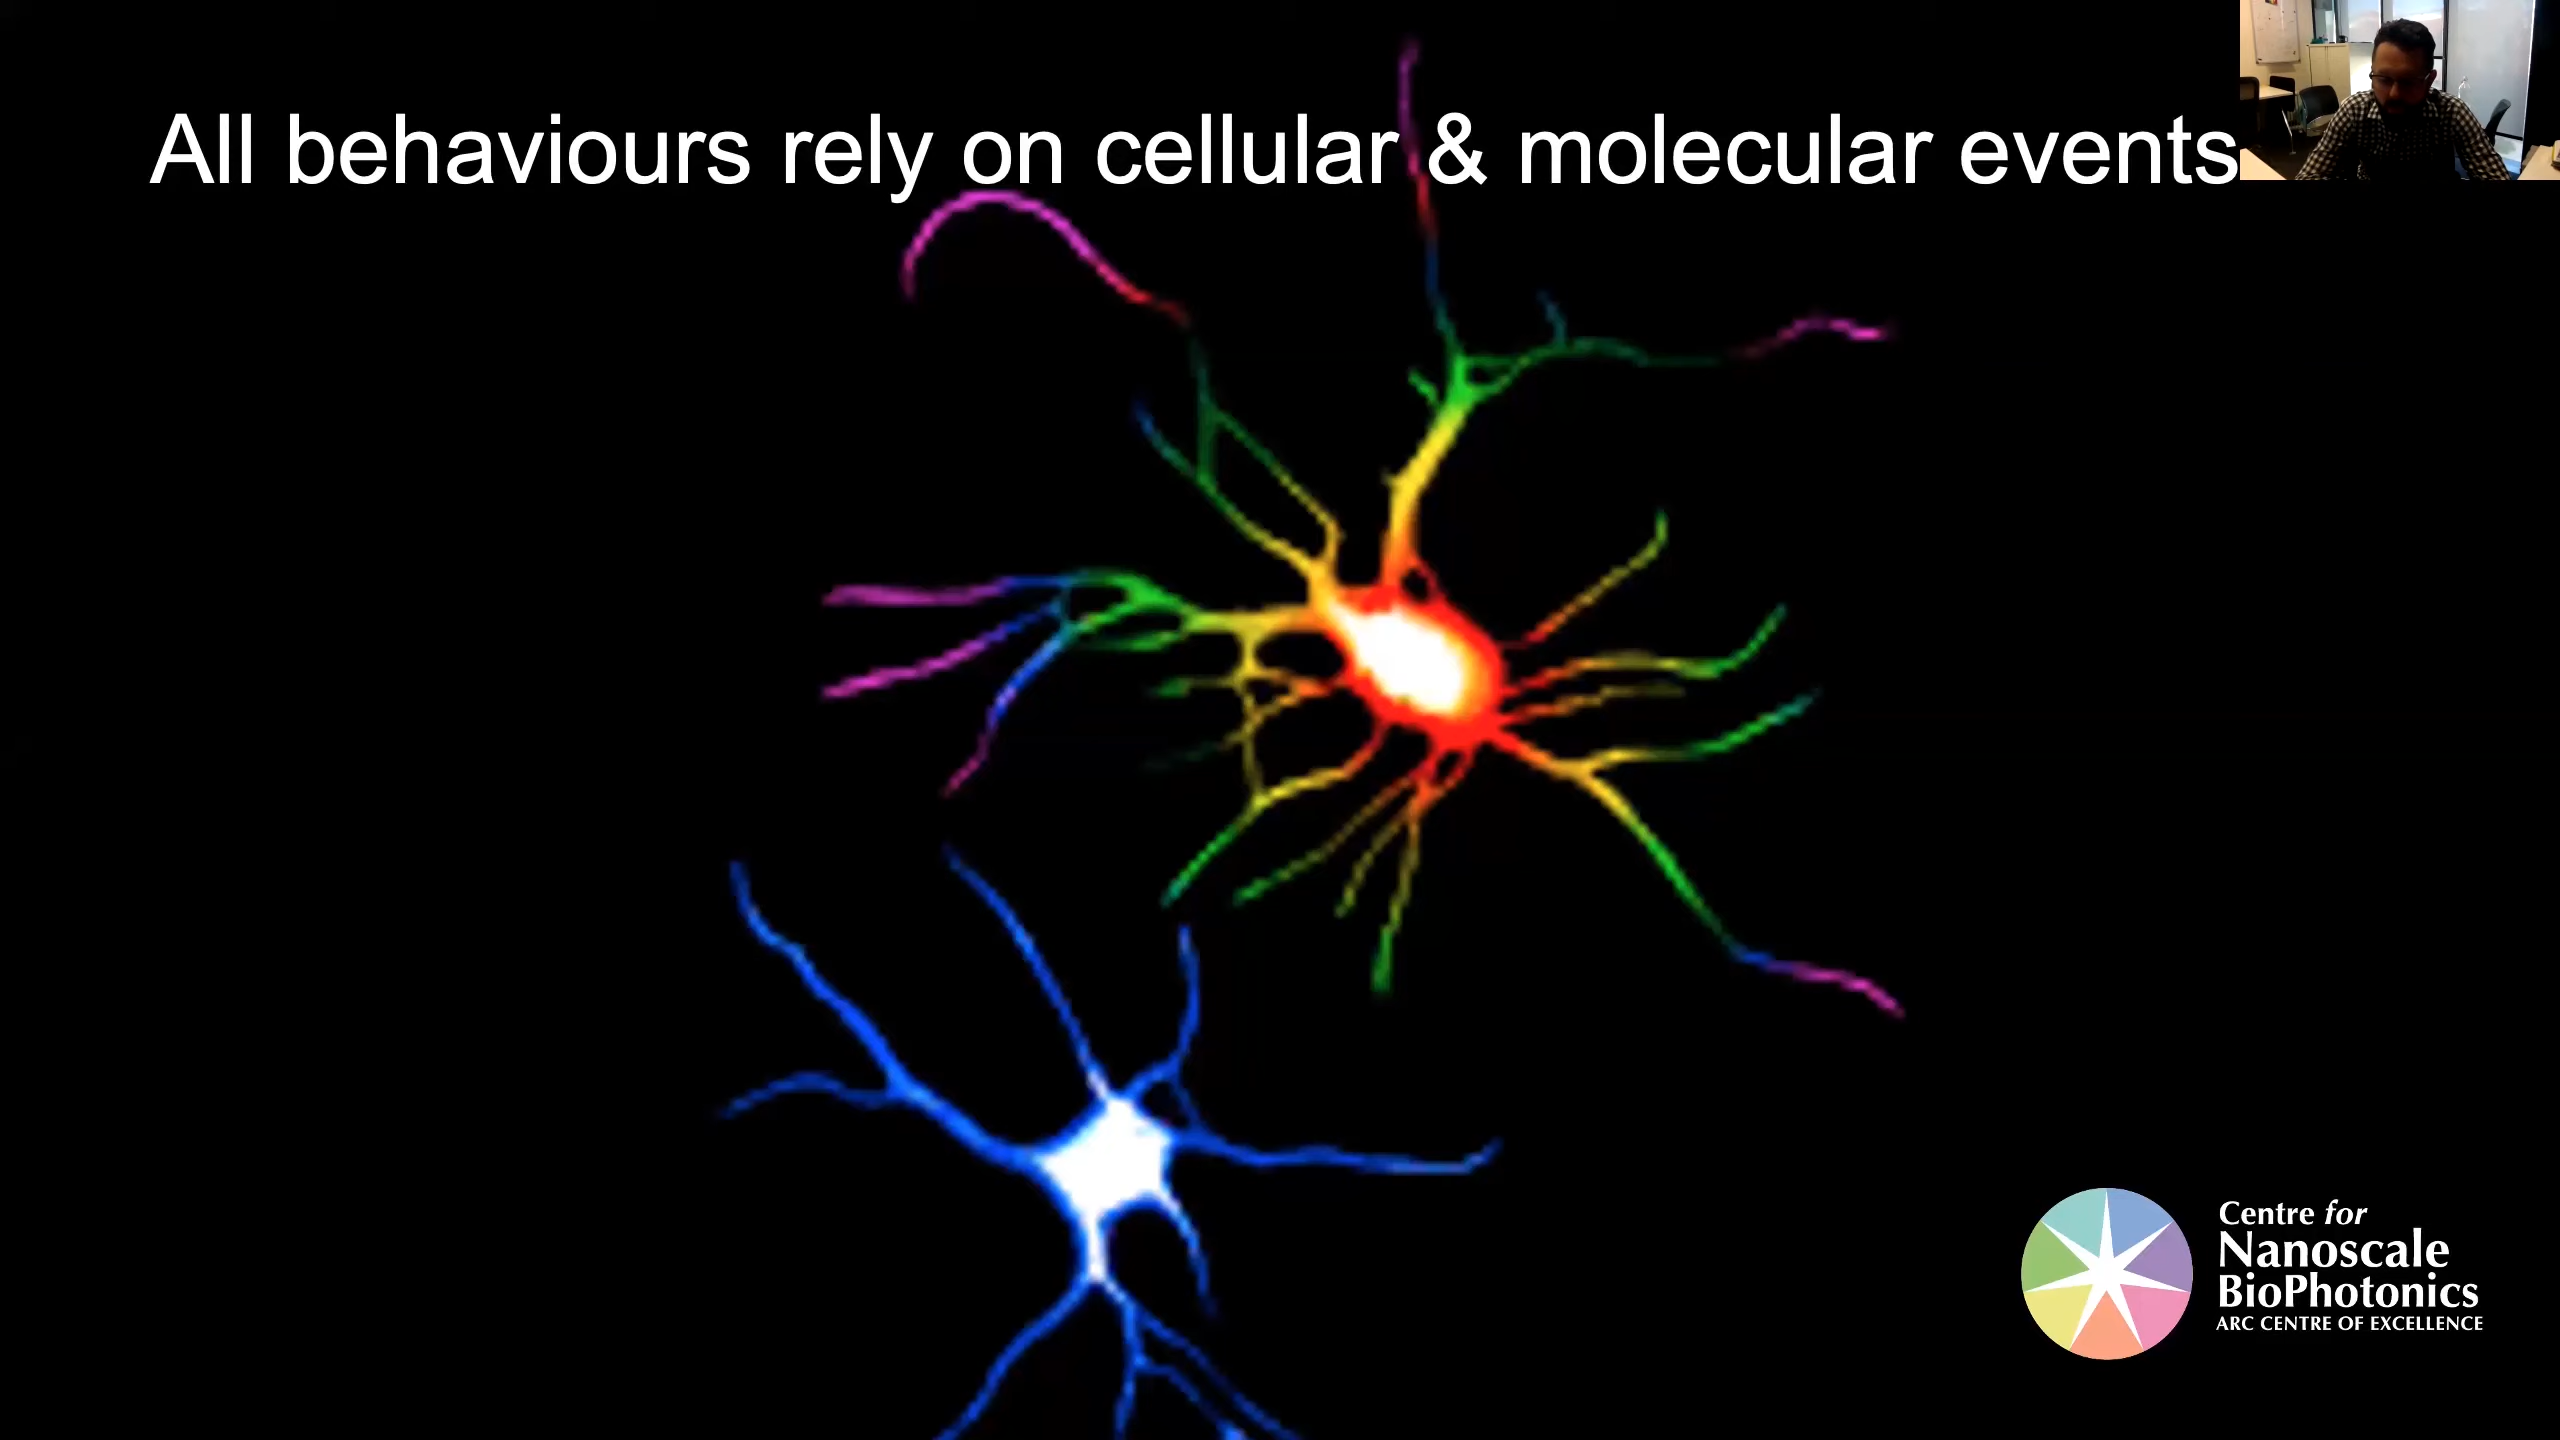 All behaviours rely on cellular & molecular events
Centre for
Nanoscale
BioPhotonics
ARC CENTRE OF EXCELLENCE